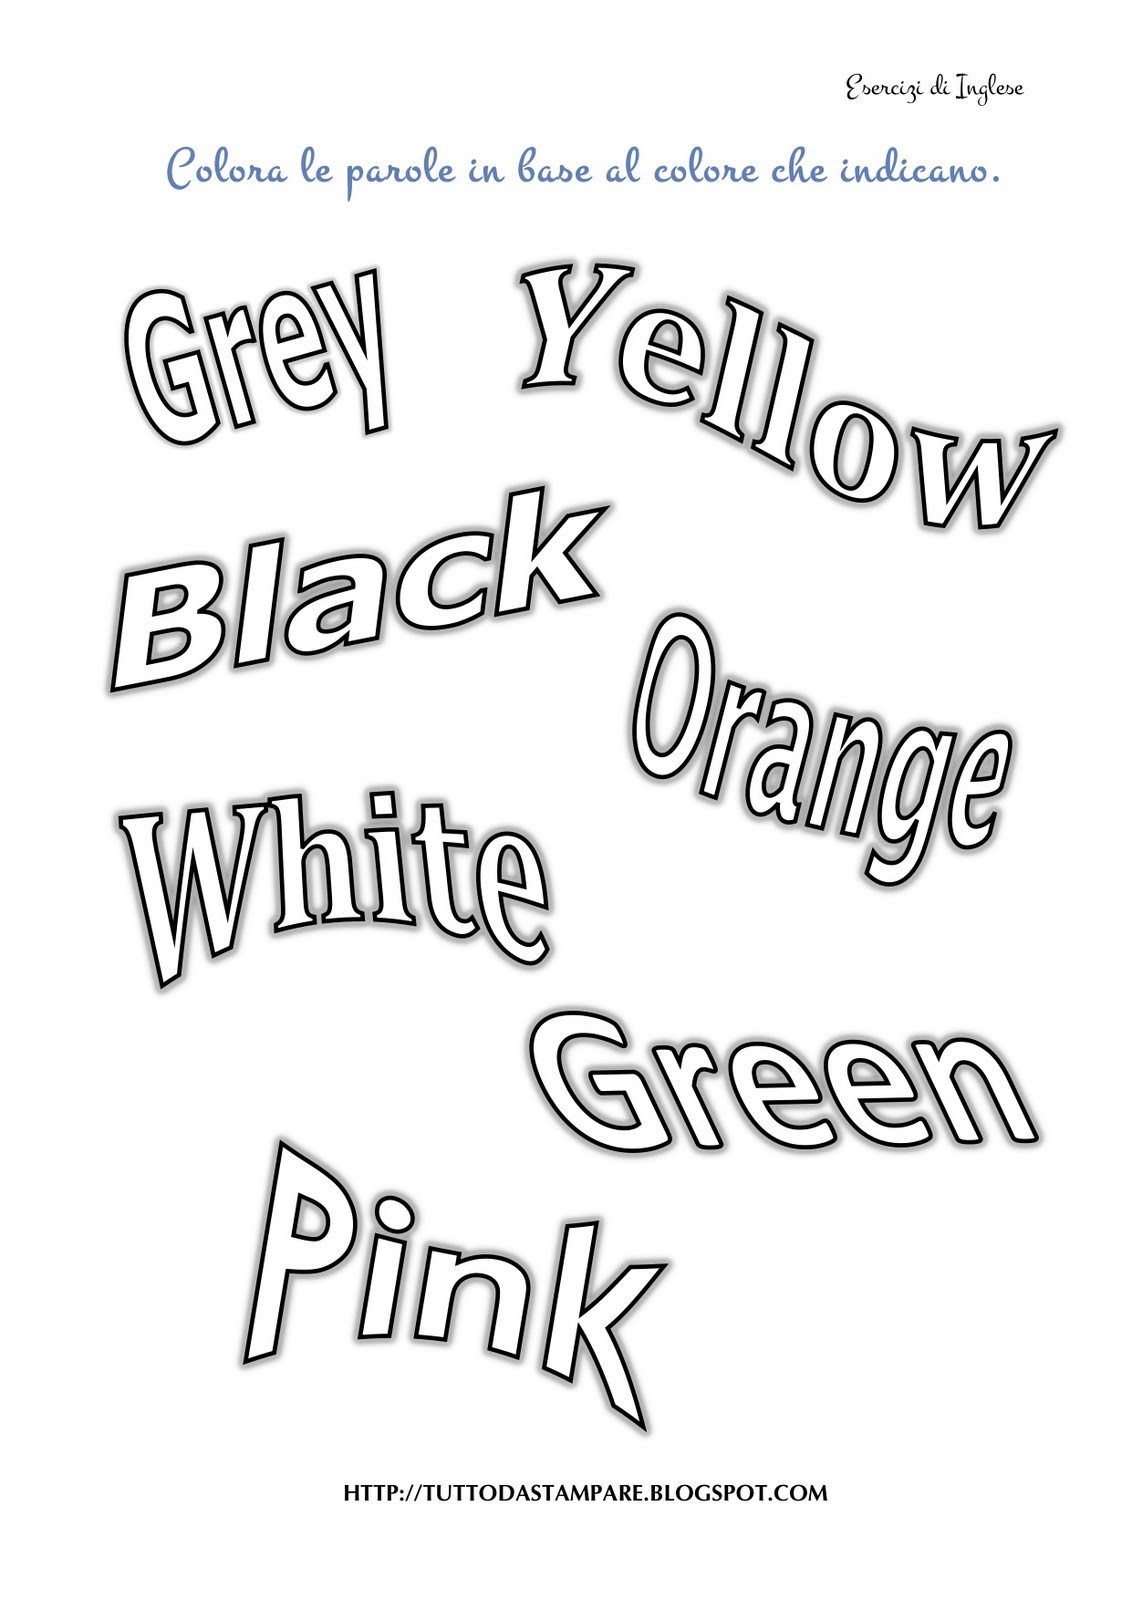 Esercizi di Inglese
Colora le parole in base al colore che indicano.
Grey
Yellow
Black
Orange
White
Green
Pink
HTTP://TUTTODASTAMPARE.BLOGSPOT.COM